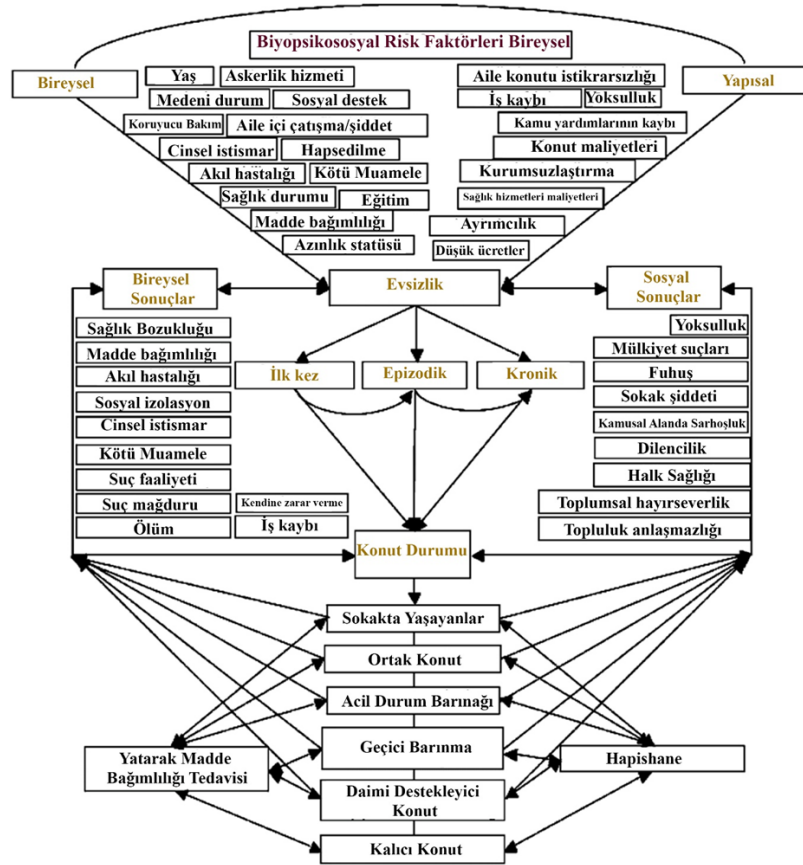 Biyopsikososyal Risk Faktörleri Bireysel
Bireysel
Yapısal
Yaş
Askerlik hizmeti
Medeni durum
Sosyal destek
Koruyucu Bakım
Aile içi çatışma/şiddet
Cinsel istismar
Hapsedilme
Akıl hastalığı
Kötü Muamele
Sağlık durumu
Eğitim
Madde bağımlılığı
Azınlık statüsü
Aile konutu istikrarsızlığı
İş kaybı
Yoksulluk
Kamu yardımlarının kaybı
Konut maliyetleri
Kurumsuzlaştırma
Sağlık hizmetleri maliyetleri
Ayrımcılık
Düşük ücretler
Bireysel
Sonuçlar
Evsizlik
Sosyal
Sonuçlar
Sağlık Bozukluğu
Madde bağımlılığı
Akıl hastalığı
Sosyal izolasyon
Cinsel istismar
Kötü Muamele
Suç faaliyeti
Suç mağduru
Kendine zarar verme
Ölüm
İş kaybı
İlk kez
Epizodik
Kronik
Yoksulluk
Mülkiyet suçları
Fuhuş
Sokak şiddeti
Kamusal Alanda Sarhoşluk
Dilencilik
Halk Sağlığı
Toplumsal hayırseverlik
Topluluk anlaşmazlığı
Konut Durumu
Sokakta Yaşayanlar
Ortak Konut
Acil Durum Barınağı
Geçici Barınma
Yatarak Madde
Bağımlılığı Tedavisi
Hapishane
Daimi Destekleyici
Konut
Kalıcı Konut